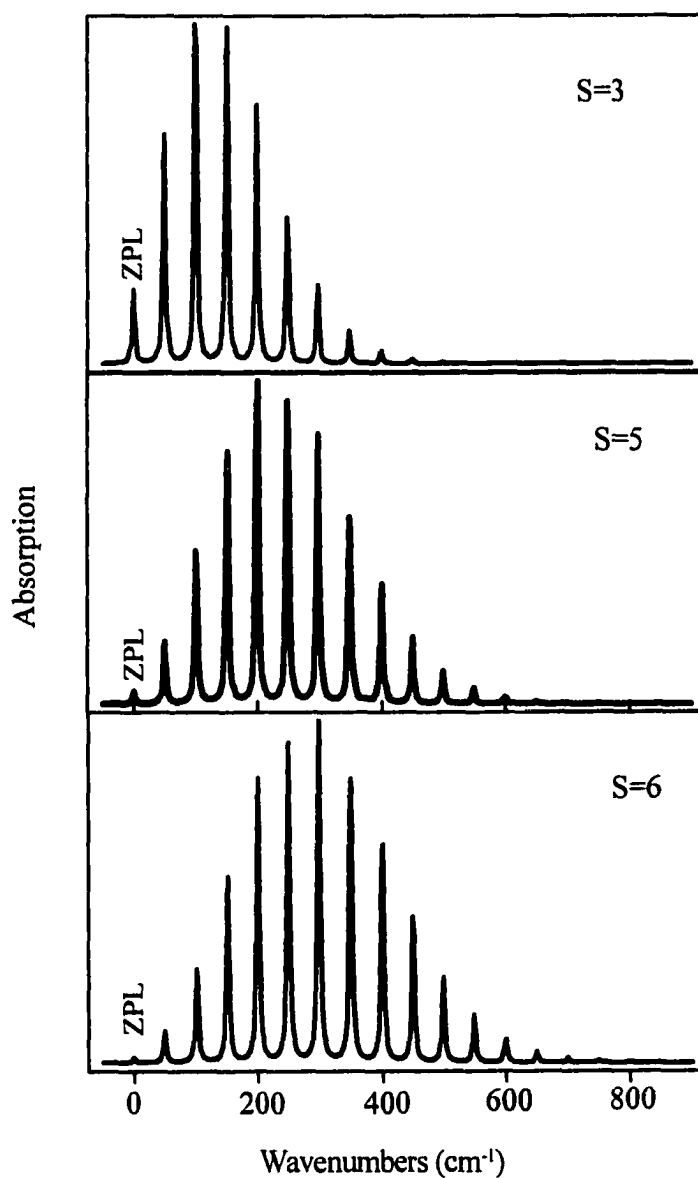 S=3
ZPL
S=5
ZPL
Absorption
S=6
ZPL
0 200 400 600 800
Wavenumbers (cm⁻¹)